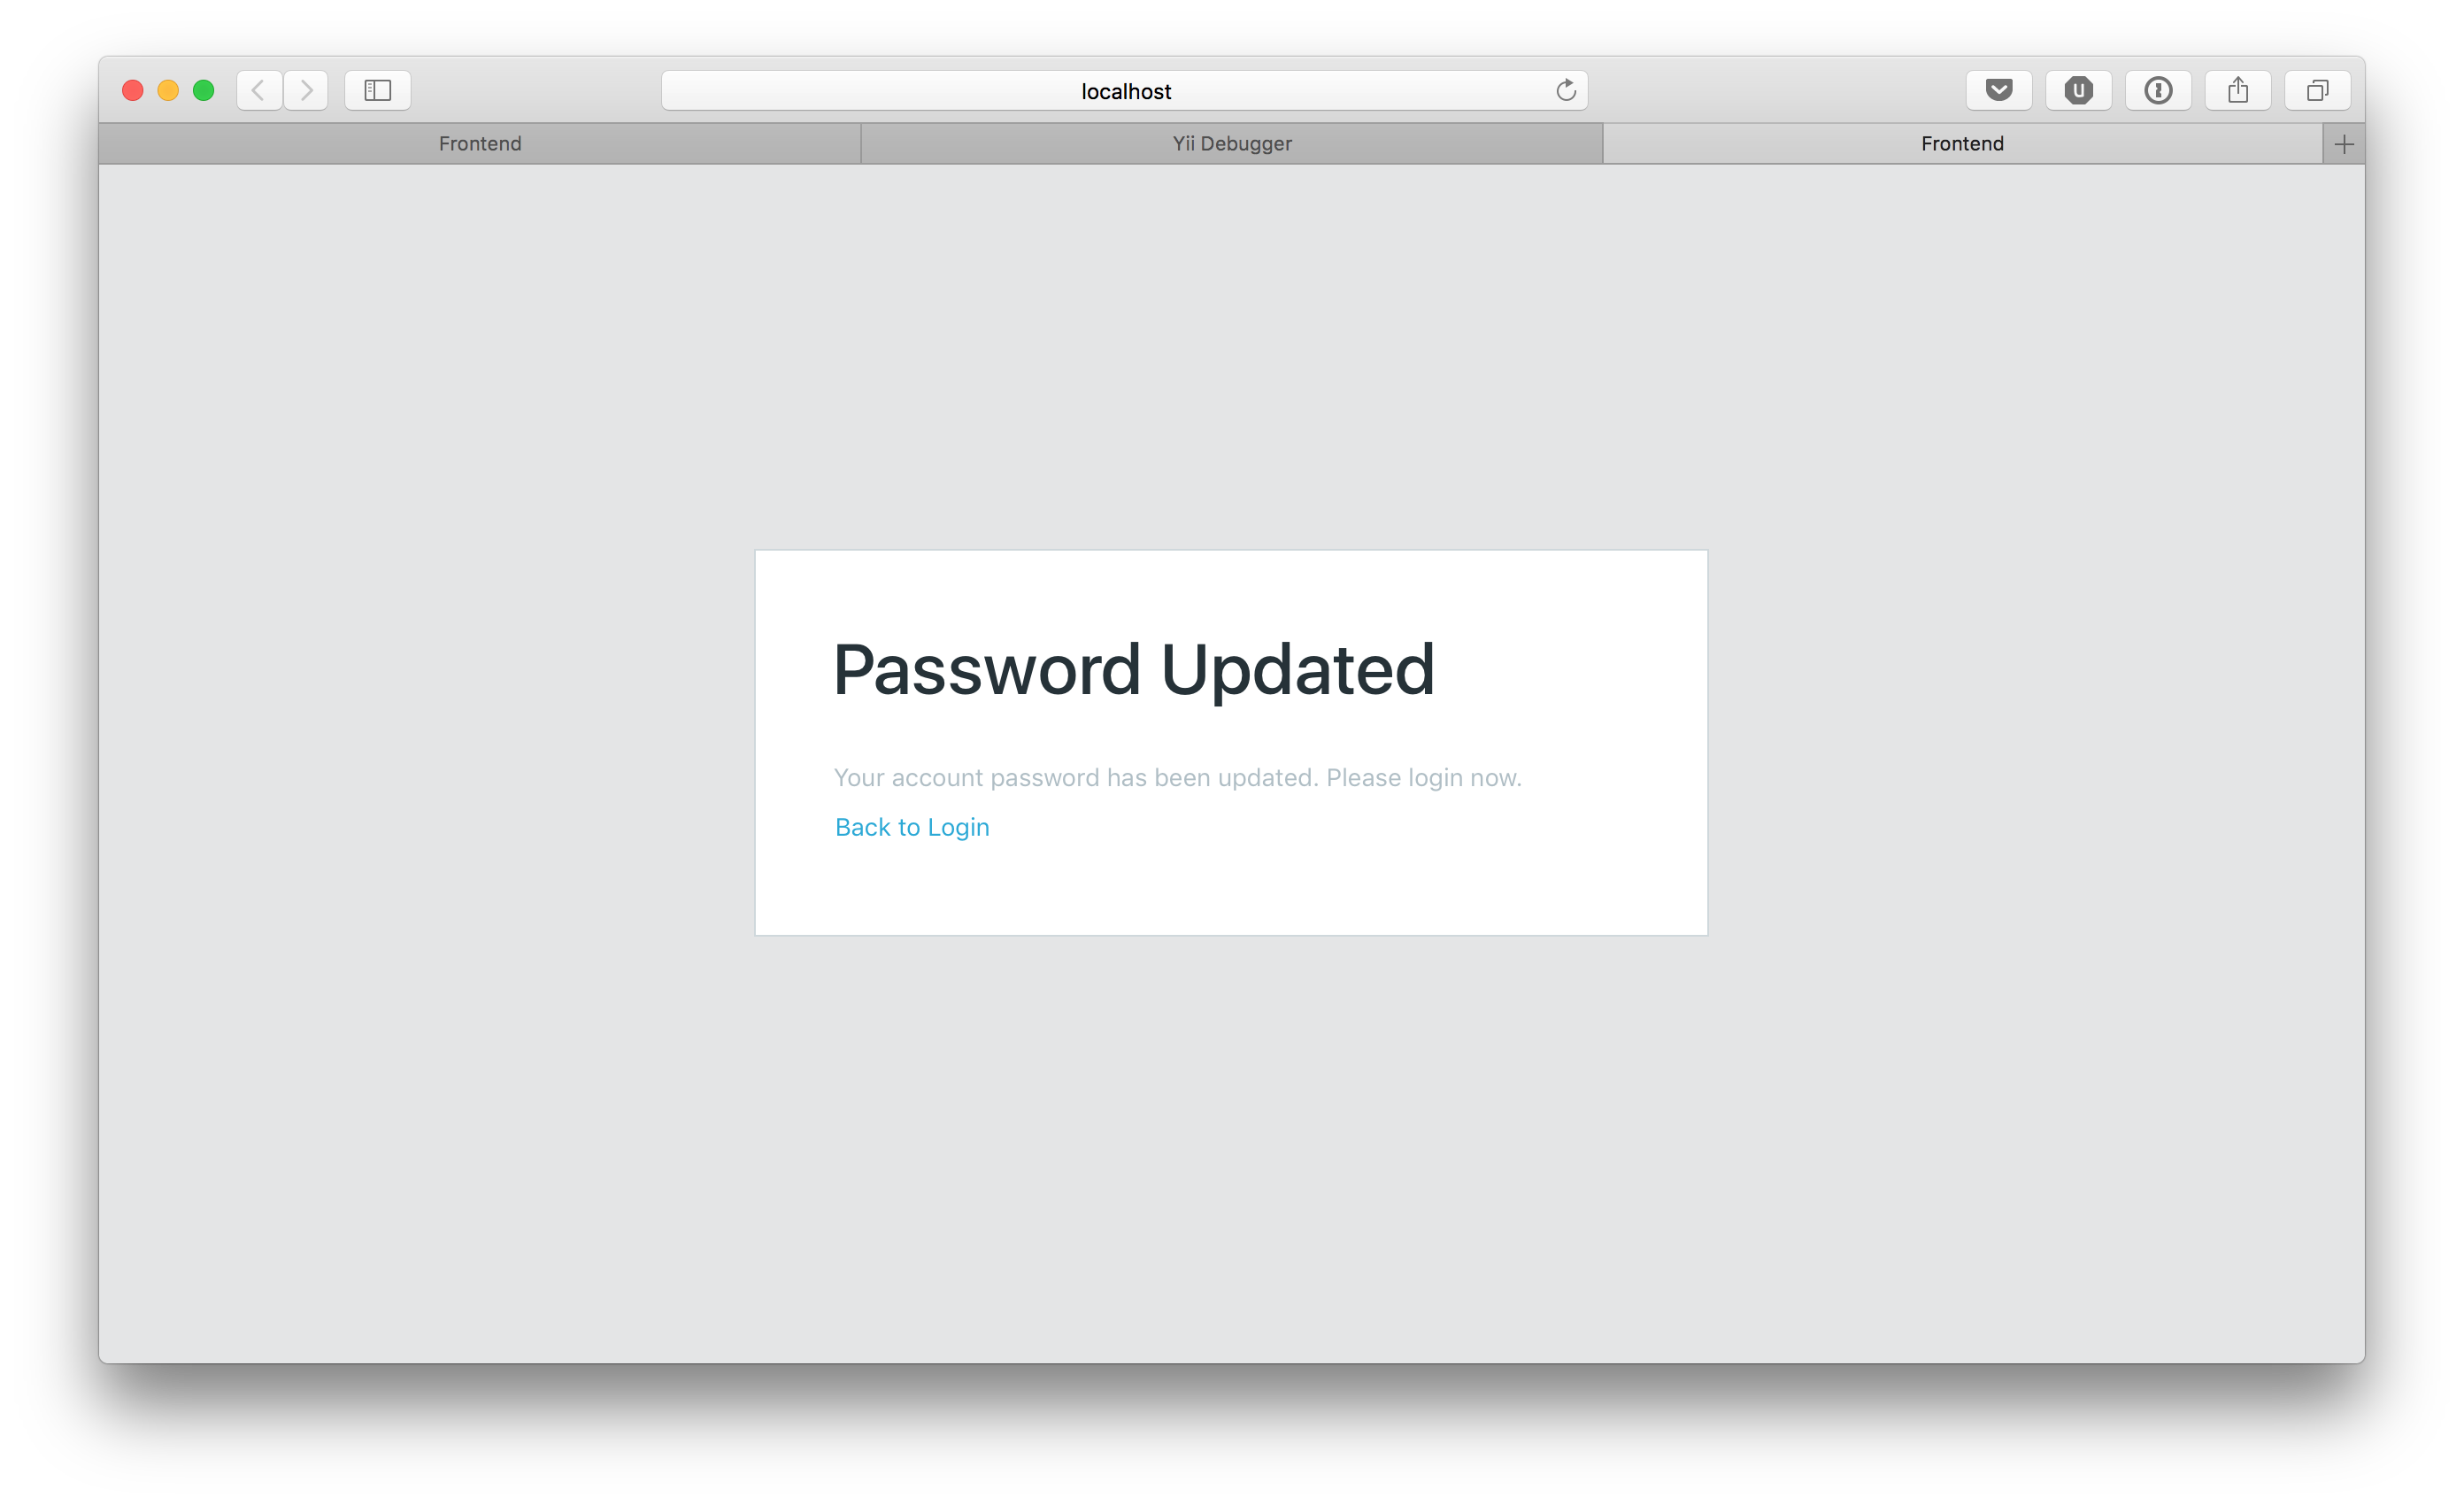 localhost
U
Frontend
Yii Debugger
Frontend
Password Updated
Your account password has been updated. Please login now.
Back to Login